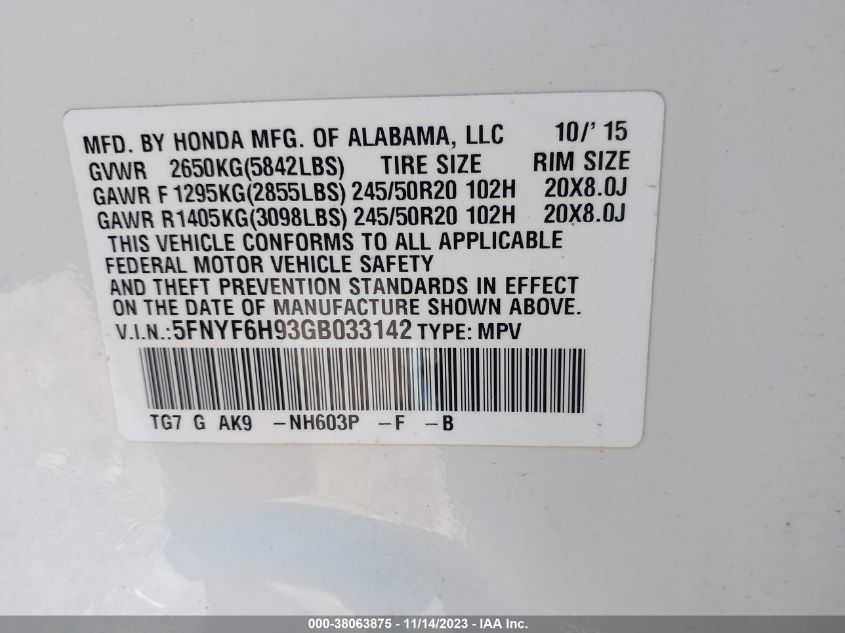 MFD. BY HONDA MFG. OF ALABAMA, LLC 10/' 15
GVWR 2650KG(5842LBS) TIRE SIZE RIM SIZE
GAWR F 1295KG(2855LBS) 245/50R20 102H 20X8.0J
GAWR R1405KG(3098LBS) 245/50R20 102H 20X8.0J
THIS VEHICLE CONFORMS TO ALL APPLICABLE
FEDERAL MOTOR VEHICLE SAFETY
AND THEFT PREVENTION STANDARDS IN EFFECT
ON THE DATE OF MANUFACTURE SHOWN ABOVE.
V.I.N.:5FNYF6H93GB033142 TYPE: MPV
TG7 G AK9 -NH603P -F -B
000-38063875 - 11/14/2023 - IAA Inc.